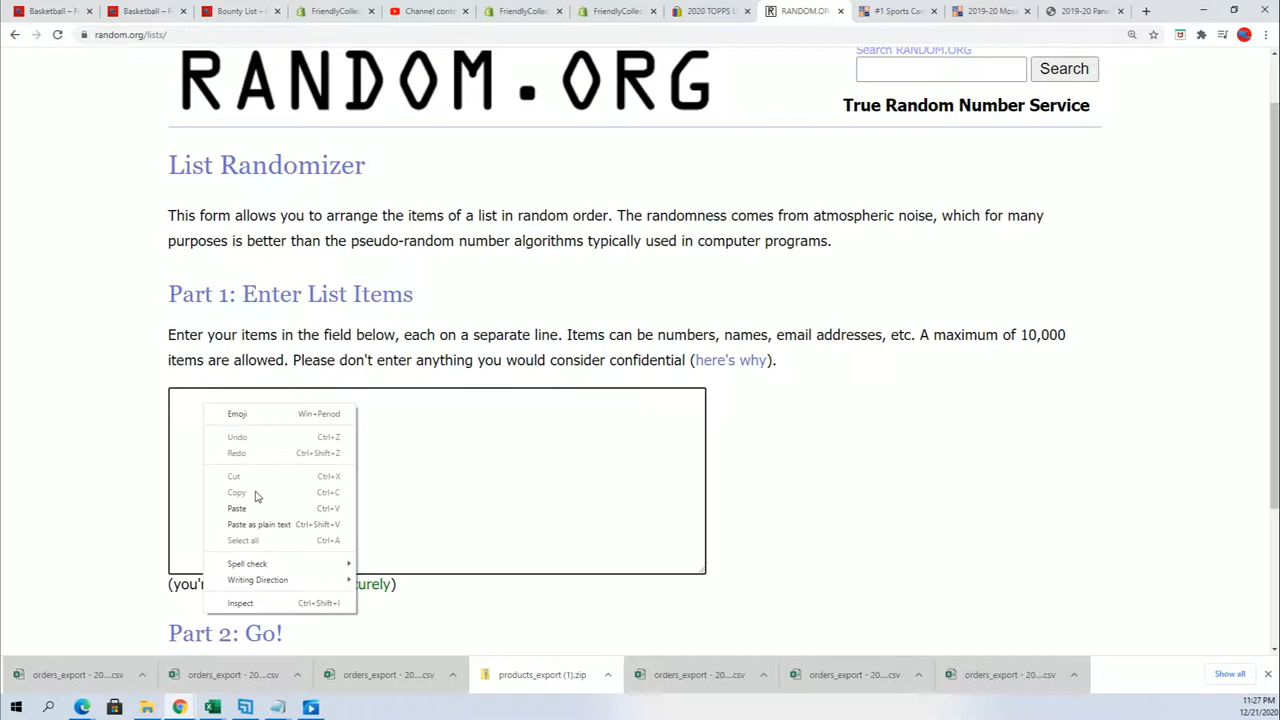 Basketball – F
Basketball – F
Bounty List –
FriendlyCollec
Channel conte
FriendlyCollec
FriendlyCollec
2020 TOPPS
RANDOM.OR
#1 Sports Car
2019-20 Mos
2019-20 Pan
random.org/lists/
RANDOM.ORG
Search RANDOM.ORG
Search
True Random Number Service
List Randomizer
This form allows you to arrange the items of a list in random order. The randomness comes from atmospheric noise, which for many
purposes is better than the pseudo-random number algorithms typically used in computer programs.
Part 1: Enter List Items
Enter your items in the field below, each on a separate line. Items can be numbers, names, email addresses, etc. A maximum of 10,000
items are allowed. Please don't enter anything you would consider confidential (here's why).
Emoji Win+Period
Undo Ctrl+Z
Redo Ctrl+Shift+Z
Cut Ctrl+X
Copy Ctrl+C
Paste Ctrl+V
Paste as plain text Ctrl+Shift+V
Select all Ctrl+A
Spell check
Writing Direction
Inspect Ctrl+Shift+I
(you'r
curely)
Part 2: Go!
orders_export - 20....csv
orders_export - 20....csv
orders_export - 20....csv
products_export (1).zip
orders_export - 20....csv
orders_export - 20....csv
orders_export - 20....csv
Show all
11:27 PM
12/21/2020